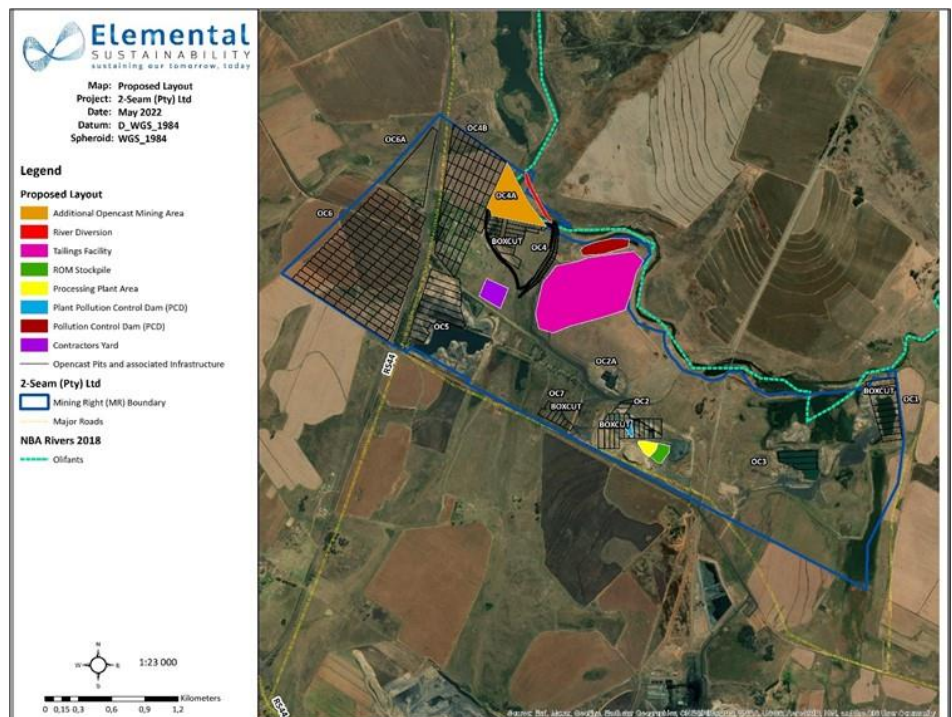 Elemental
SUSTAINABILITY
sustaining our tomorrow, today
Map: Proposed Layout
Project: 2-Seam (Pty) Ltd
Date: May 2022
Datum: D_WGS_1984
Spheroid: WGS_1984
Legend
Proposed Layout
Additional Opencast Mining Area
River Diversion
Tailings Facility
ROM Stockpile
Processing Plant Area
Plant Pollution Control Dam (PCD)
Pollution Control Dam (PCD)
Contractors Yard
Opencast Pits and associated Infrastructure
2-Seam (Pty) Ltd
Mining Right (MR) Boundary
Major Roads
NBA Rivers 2018
Olifants
N
W
E
S
1:23 000
Kilometers
0 0,15 0,3 0,6 0,9 1,2
OC6A
OC4B
OC4A
OC6
BOXCUT
OC4
OC5
R544
OC2A
OC7
BOXCUT
OC2
BOXCUT
BOXCUT
OC1
OC3
R544